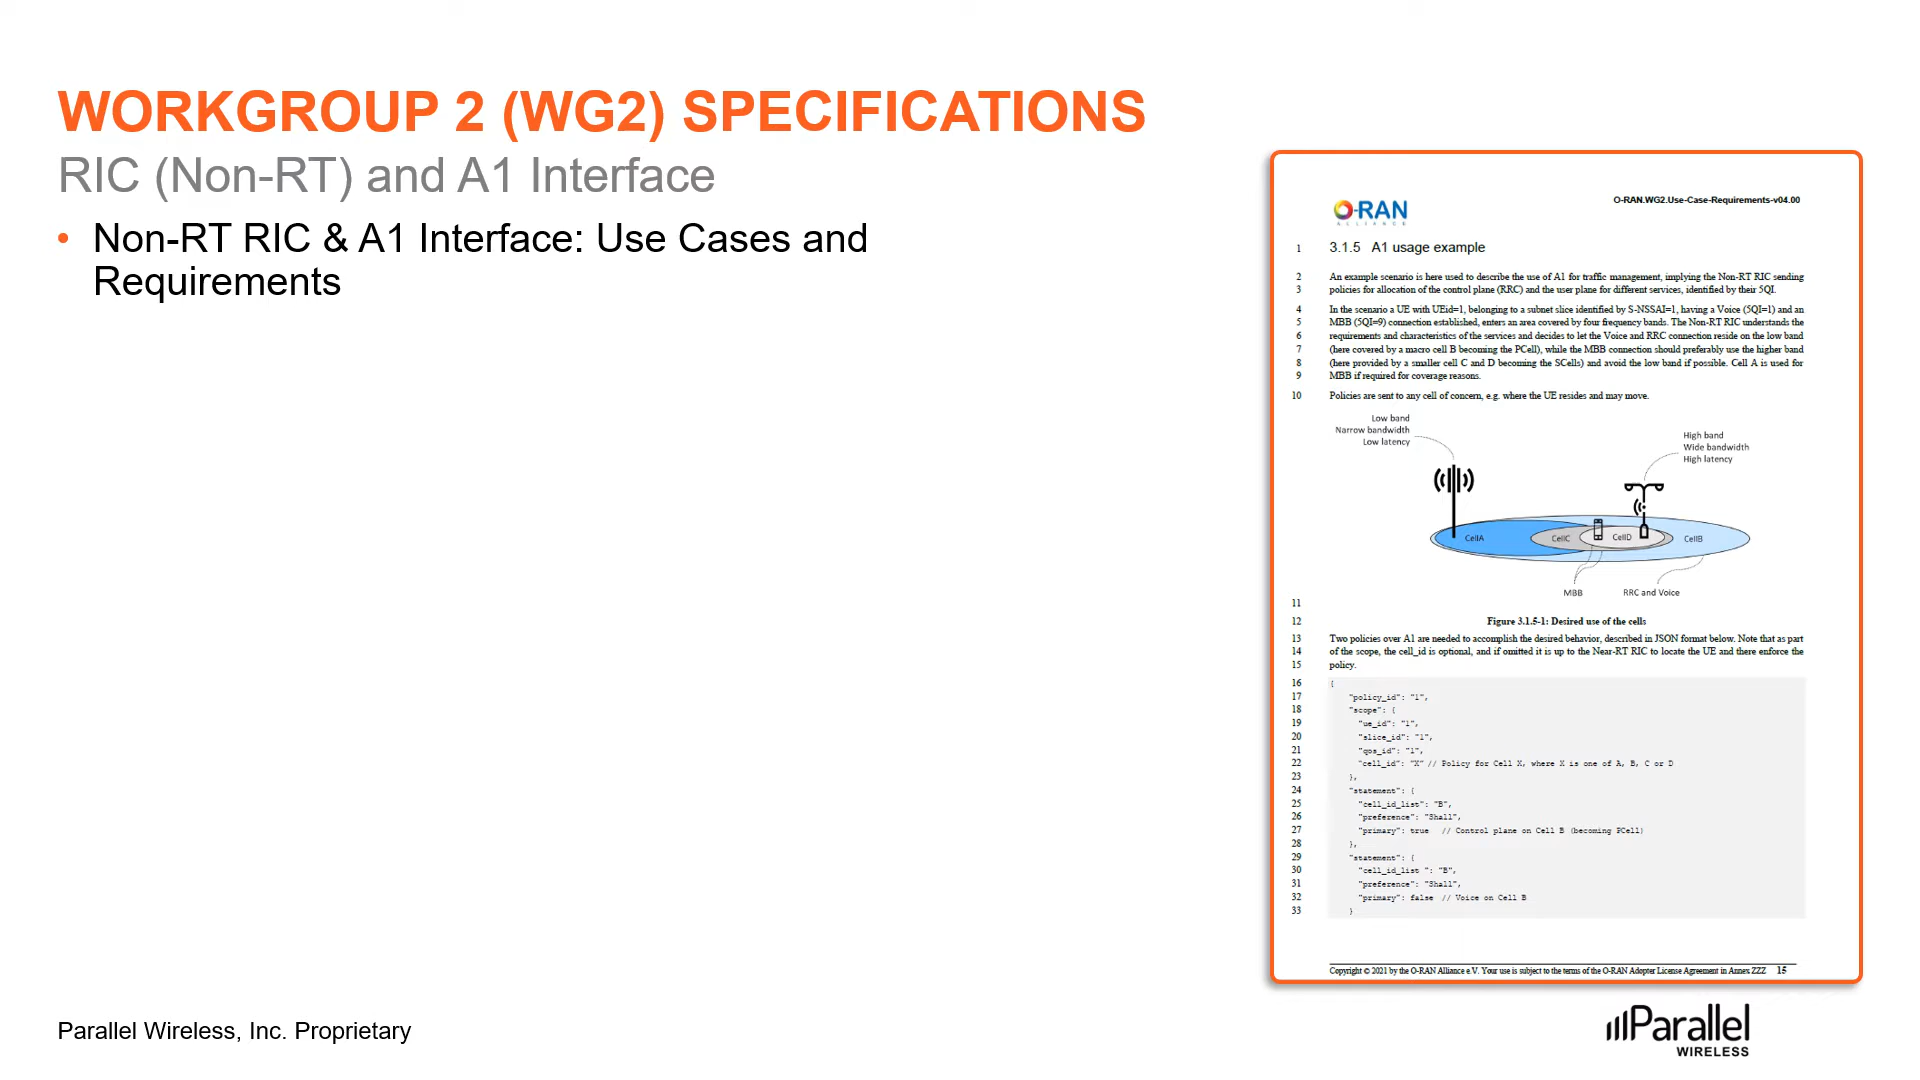 WORKGROUP 2 (WG2) SPECIFICATIONS
RIC (Non-RT) and A1 Interface
• Non-RT RIC & A1 Interface: Use Cases and
Requirements
O-RAN
ALLIANCE
O-RAN.WG2.Use-Case-Requirements-v04.00
1 3.1.5 A1 usage example
2 An example scenario is here used to describe the use of A1 for traffic management, implying the Non-RT RIC sending
3 policies for allocation of the control plane (RRC) and the user plane for different services, identified by their 5QI.
4 In the scenario a UE with UEid=1, belonging to a subnet slice identified by S-NSSAI=1, having a Voice (5QI=1) and an
5 MBB (5QI=9) connection established, enters an area covered by four frequency bands. The Non-RT RIC understands the
6 requirements and characteristics of the services and decides to let the Voice and RRC connection reside on the low band
7 (here covered by a macro cell B becoming the PCell), while the MBB connection should preferably use the higher band
8 (here provided by a smaller cell C and D becoming the SCells) and avoid the low band if possible. Cell A is used for
9 MBB if required for coverage reasons.
10 Policies are sent to any cell of concern, e.g. where the UE resides and may move.
Low band
Narrow bandwidth
Low latency
High band
Wide bandwidth
High latency
CellA
CellC
CellD
CellB
MBB
RRC and Voice
11
12 Figure 3.1.5-1: Desired use of the cells
13 Two policies over A1 are needed to accomplish the desired behavior, described in JSON format below. Note that as part
14 of the scope, the cell_id is optional, and if omitted it is up to the Near-RT RIC to locate the UE and there enforce the
15 policy.
16 {
17 "policy_id": "1",
18 "scope": {
19 "ue_id": "1",
20 "slice_id": "1",
21 "qos_id": "1",
22 "cell_id": "X" // Policy for Cell X, where X is one of A, B, C or D
23 },
24 "statement": {
25 "cell_id_list": "B",
26 "preference": "Shall",
27 "primary": true // Control plane on Cell B (becoming PCell)
28 },
29 "statement": {
30 "cell_id_list ": "B",
31 "preference": "Shall",
32 "primary": false // Voice on Cell B
33 }
Copyright © 2021 by the O-RAN Alliance e.V. Your use is subject to the terms of the O-RAN Adopter License Agreement in Annex ZZZ 15
Parallel Wireless, Inc. Proprietary
Parallel
WIRELESS